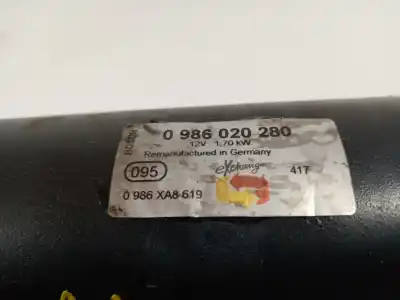 0 986 020 280
12V 1,70 kW
Remanufactured in Germany
095
eXchange
417
0 986 XA8 619